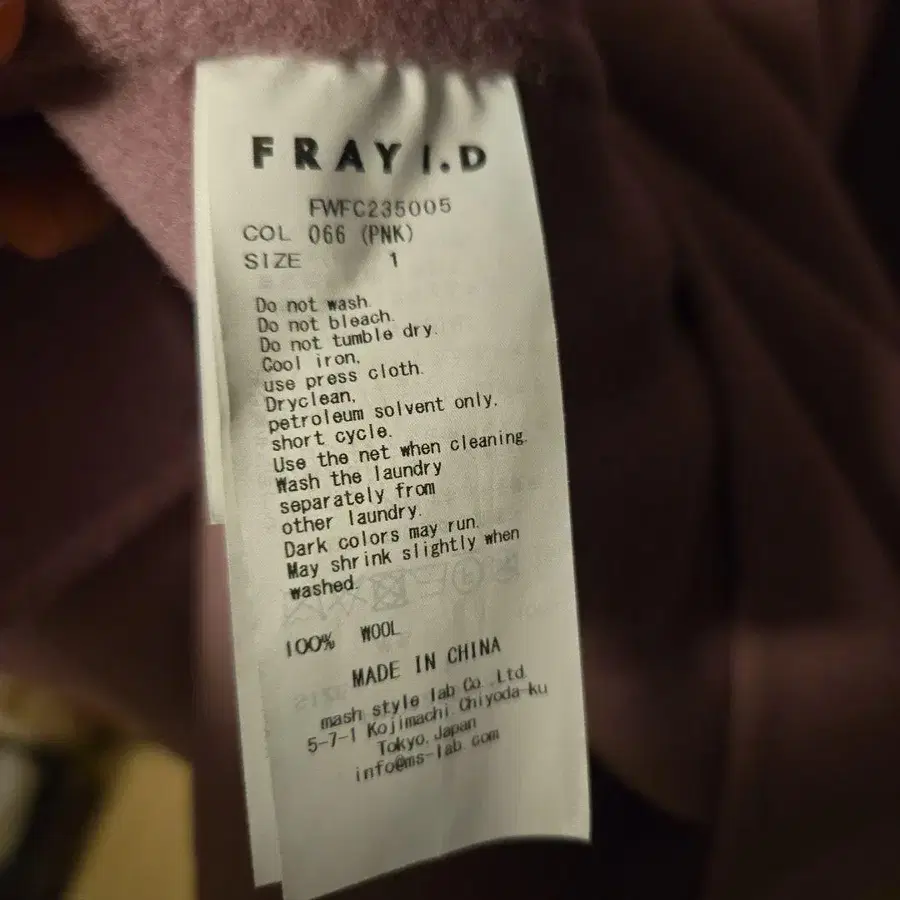 FRAY I.D
FWFC235005
COL 066 (PNK)
SIZE 1
Do not wash.
Do not bleach.
Do not tumble dry.
Cool iron.
use press cloth.
Dryclean.
petroleum solvent only.
short cycle.
Use the net when cleaning.
Wash the laundry
separately from
other laundry.
Dark colors may run.
May shrink slightly when
washed.
100% WOOL
MADE IN CHINA
mash style lab Co.,Ltd.
5-7-1 Kojimachi Chiyoda-ku
Tokyo, Japan
info@ms-lab.com